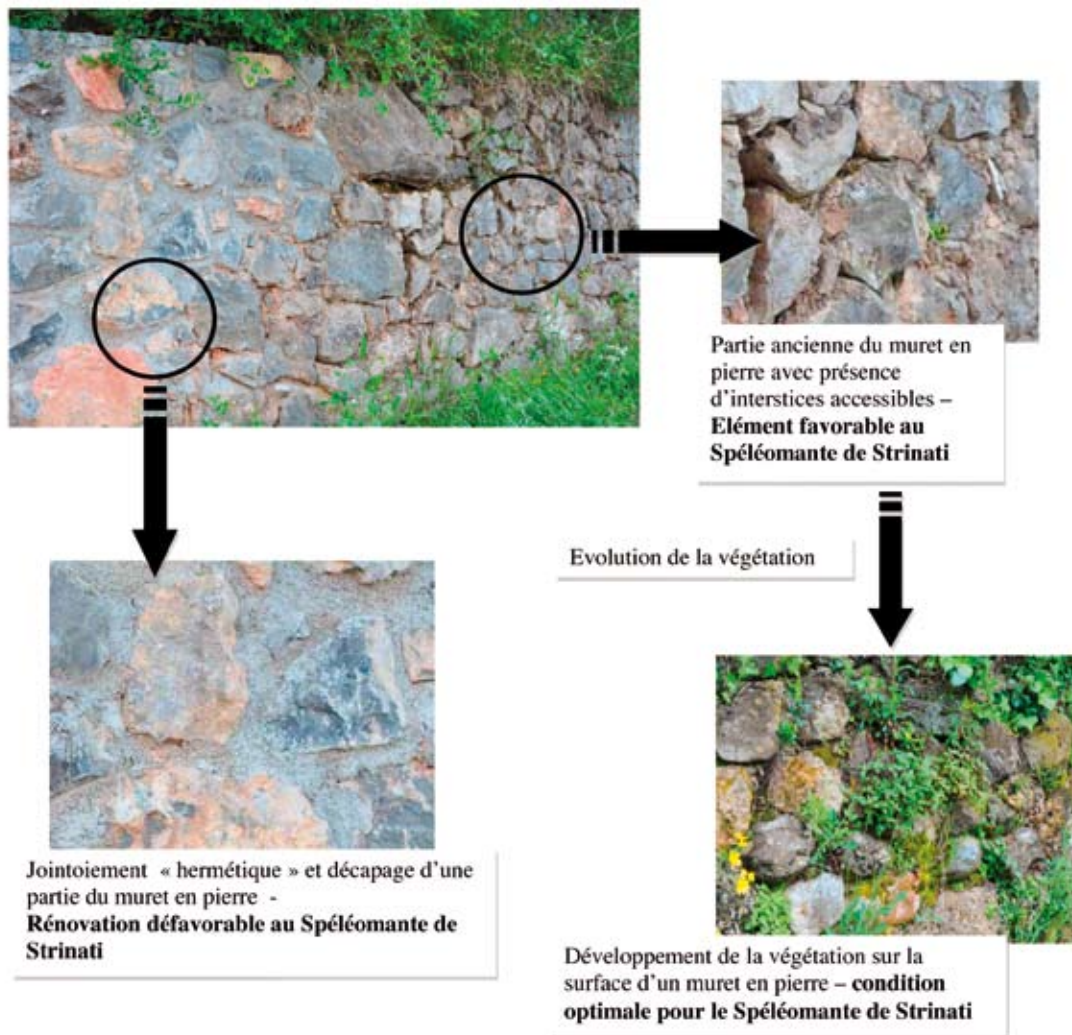 Partie ancienne du muret en
pierre avec présence
d'interstices accessibles –
Elément favorable au
Spéléomante de Strinati
Evolution de la végétation
Jointoiement « hermétique » et décapage d'une
partie du muret en pierre -
Rénovation défavorable au Spéléomante de
Strinati
Développement de la végétation sur la
surface d'un muret en pierre – condition
optimale pour le Spéléomante de Strinati